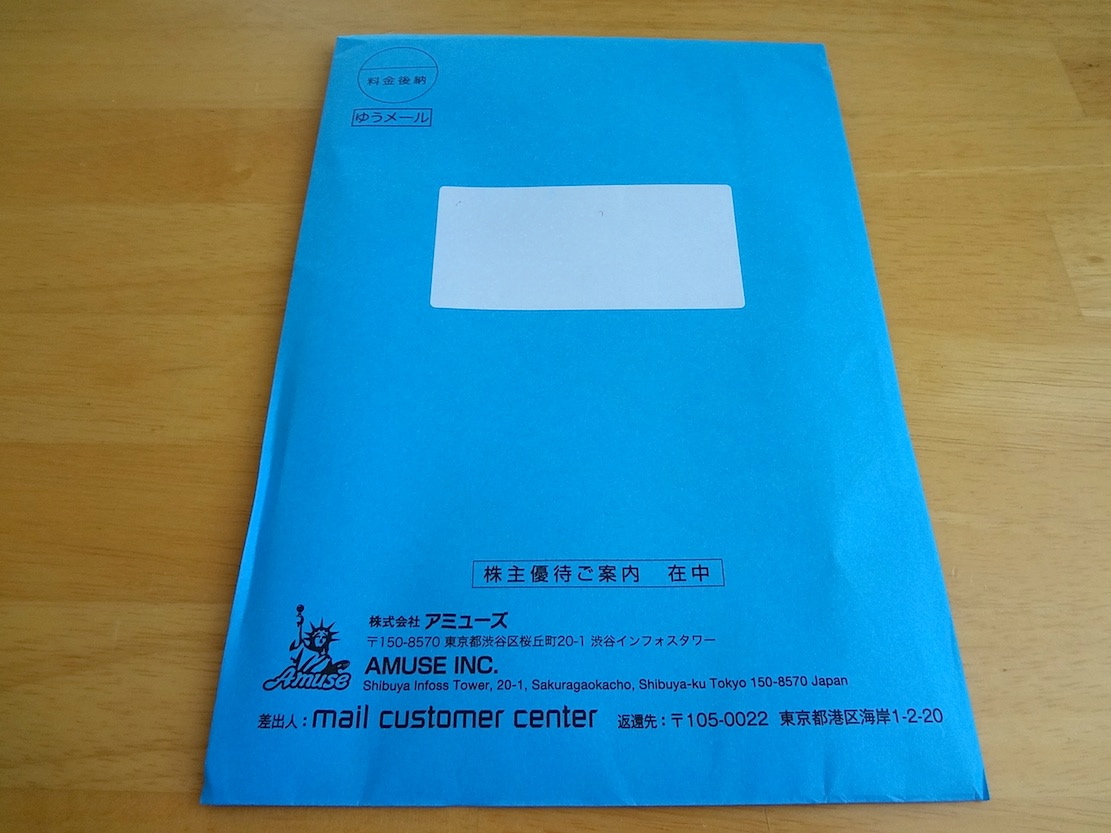 料金後納
ゆうメール
株主優待ご案内　在中
Amuse
株式会社 アミューズ
〒150-8570 東京都渋谷区桜丘町20-1 渋谷インフォスタワー
AMUSE INC.
Shibuya Infoss Tower, 20-1, Sakuragaokacho, Shibuya-ku Tokyo 150-8570 Japan
差出人：mail customer center　返還先：〒105-0022 東京都港区海岸1-2-20